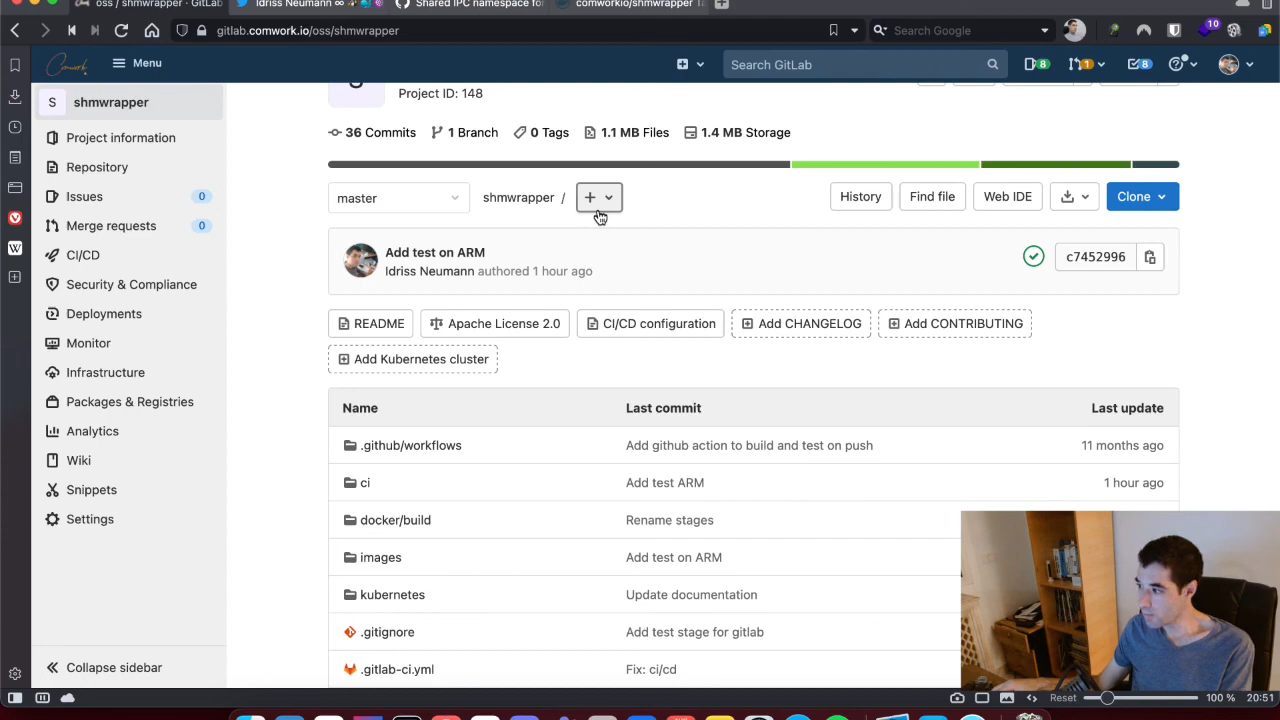 oss / shmwrapper · GitLab
Idriss Neumann
Shared IPC namespace for
comworkio/shmwrapper
gitlab.comwork.io/oss/shmwrapper
Search Google
10
Comwork
Menu
Search GitLab
8
1
8
S
shmwrapper
Project information
Repository
Issues
0
Merge requests
0
CI/CD
Security & Compliance
Deployments
Monitor
Infrastructure
Packages & Registries
Analytics
Wiki
Snippets
Settings
Collapse sidebar
Project ID: 148
36 Commits
1 Branch
0 Tags
1.1 MB Files
1.4 MB Storage
master
shmwrapper /
History
Find file
Web IDE
Clone
Add test on ARM
Idriss Neumann authored 1 hour ago
c7452996
README
Apache License 2.0
CI/CD configuration
Add CHANGELOG
Add CONTRIBUTING
Add Kubernetes cluster
Name
Last commit
Last update
.github/workflows
Add github action to build and test on push
11 months ago
ci
Add test ARM
1 hour ago
docker/build
Rename stages
images
Add test on ARM
kubernetes
Update documentation
.gitignore
Add test stage for gitlab
.gitlab-ci.yml
Fix: ci/cd
Reset
100 %
20:51